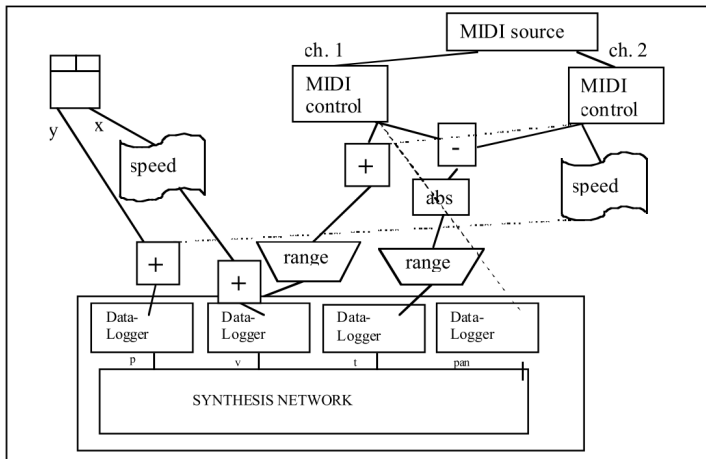 MIDI source
ch. 1
ch. 2
MIDI
control
MIDI
control
y
x
speed
+
-
abs
speed
+
+
range
range
Data-
Logger
Data-
Logger
Data-
Logger
Data-
Logger
p
v
t
pan
SYNTHESIS NETWORK